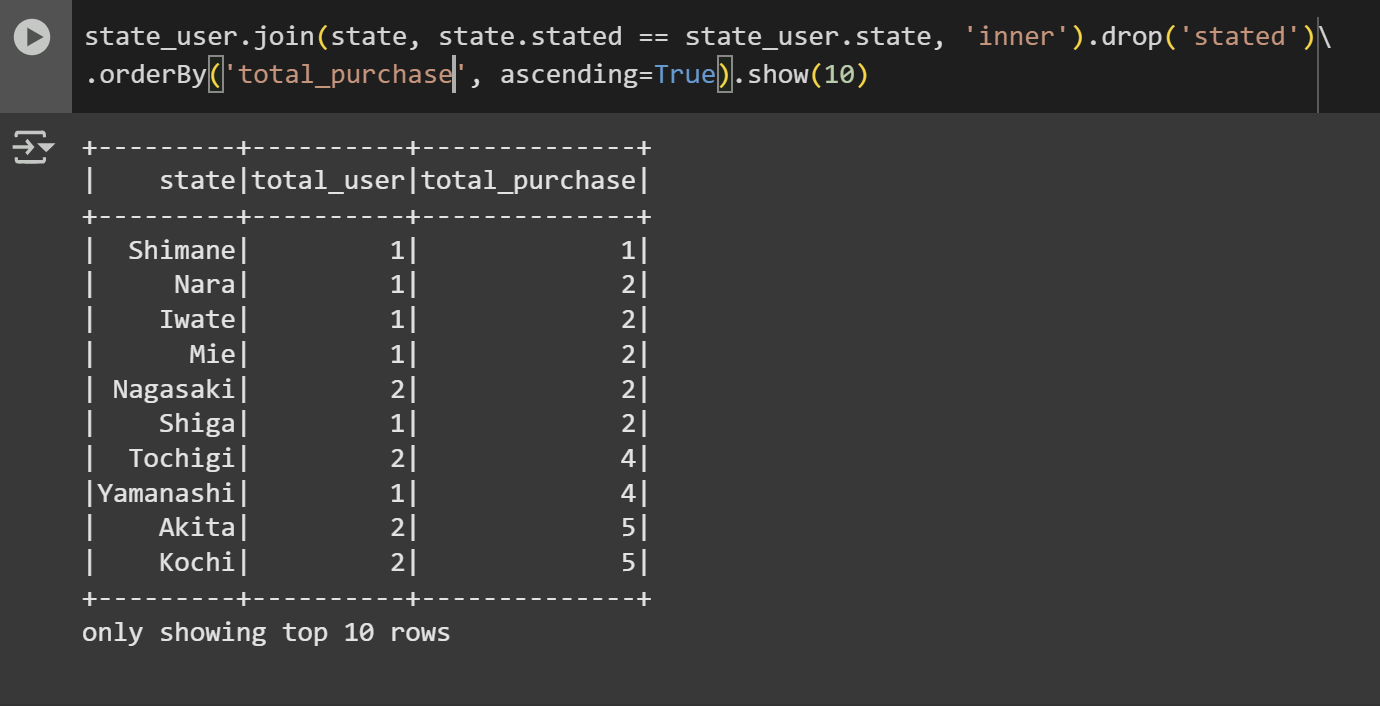 state_user.join(state, state.stated == state_user.state, 'inner').drop('stated')\
.orderBy('total_purchase', ascending=True).show(10)
+---------+----------+--------------+
|    state|total_user|total_purchase|
+---------+----------+--------------+
|  Shimane|         1|             1|
|     Nara|         1|             2|
|    Iwate|         1|             2|
|      Mie|         1|             2|
| Nagasaki|         2|             2|
|    Shiga|         1|             2|
|  Tochigi|         2|             4|
|Yamanashi|         1|             4|
|    Akita|         2|             5|
|    Kochi|         2|             5|
+---------+----------+--------------+
only showing top 10 rows